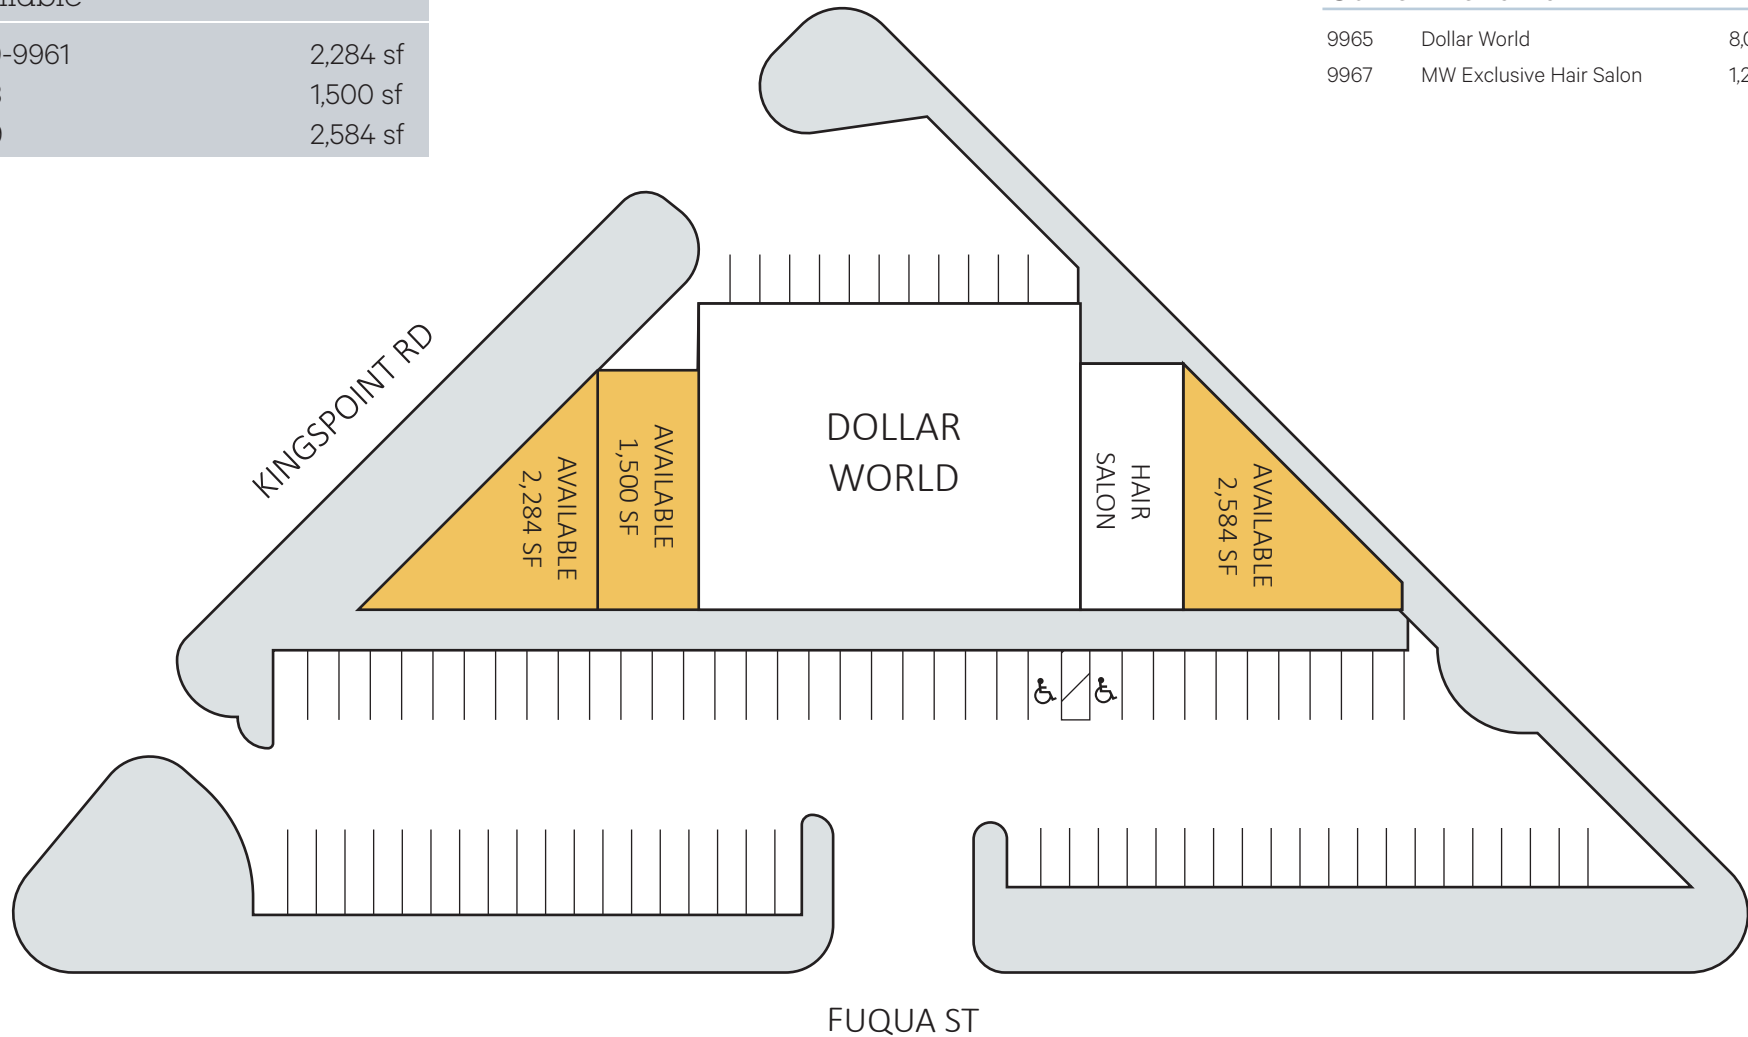 -9961 2,284 sf
1,500 sf
2,584 sf
9965 Dollar World
9967 MW Exclusive Hair Salon
KINGSPOINT RD
AVAILABLE
2,284 SF
AVAILABLE
1,500 SF
DOLLAR
WORLD
HAIR
SALON
AVAILABLE
2,584 SF
FUQUA ST